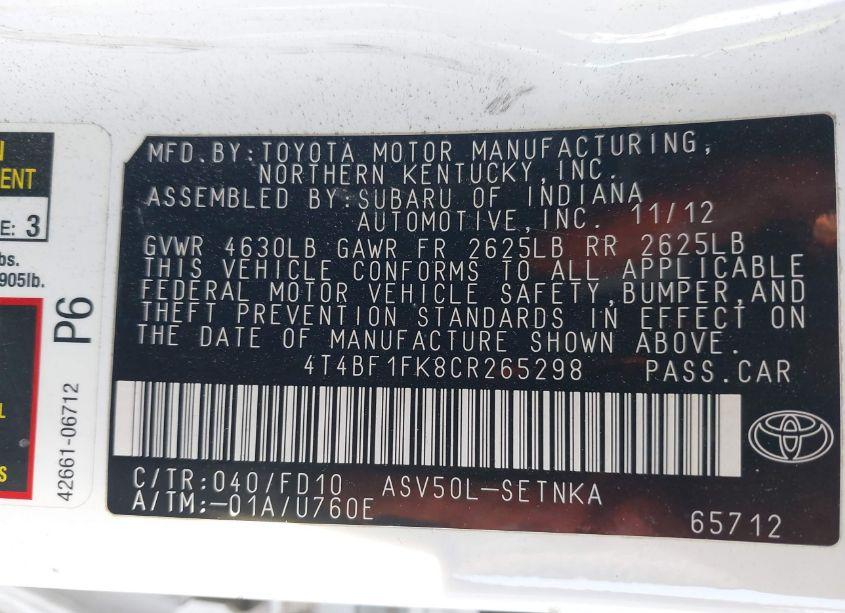 N
ENT
E: 3
bs.
905lb.
P6
L
S
42661-06712
MFD.BY:TOYOTA MOTOR MANUFACTURING,
NORTHERN KENTUCKY,INC.
ASSEMBLED BY:SUBARU OF INDIANA
AUTOMOTIVE,INC. 11/12
GVWR 4630LB GAWR FR 2625LB RR 2625LB
THIS VEHICLE CONFORMS TO ALL APPLICABLE
FEDERAL MOTOR VEHICLE SAFETY,BUMPER,AND
THEFT PREVENTION STANDARDS IN EFFECT ON
THE DATE OF MANUFACTURE SHOWN ABOVE.
4T4BF1FK8CR265298 PASS.CAR
C/TR:040/FD10 ASV50L-SETNKA
A/TM:-01A/U760E
65712